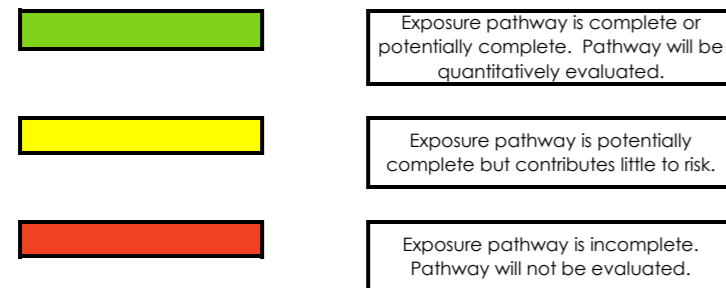 Exposure pathway is complete or
potentially complete.  Pathway will be
quantitatively evaluated.
Exposure pathway is potentially
complete but contributes little to risk.
Exposure pathway is incomplete.
Pathway will not be evaluated.